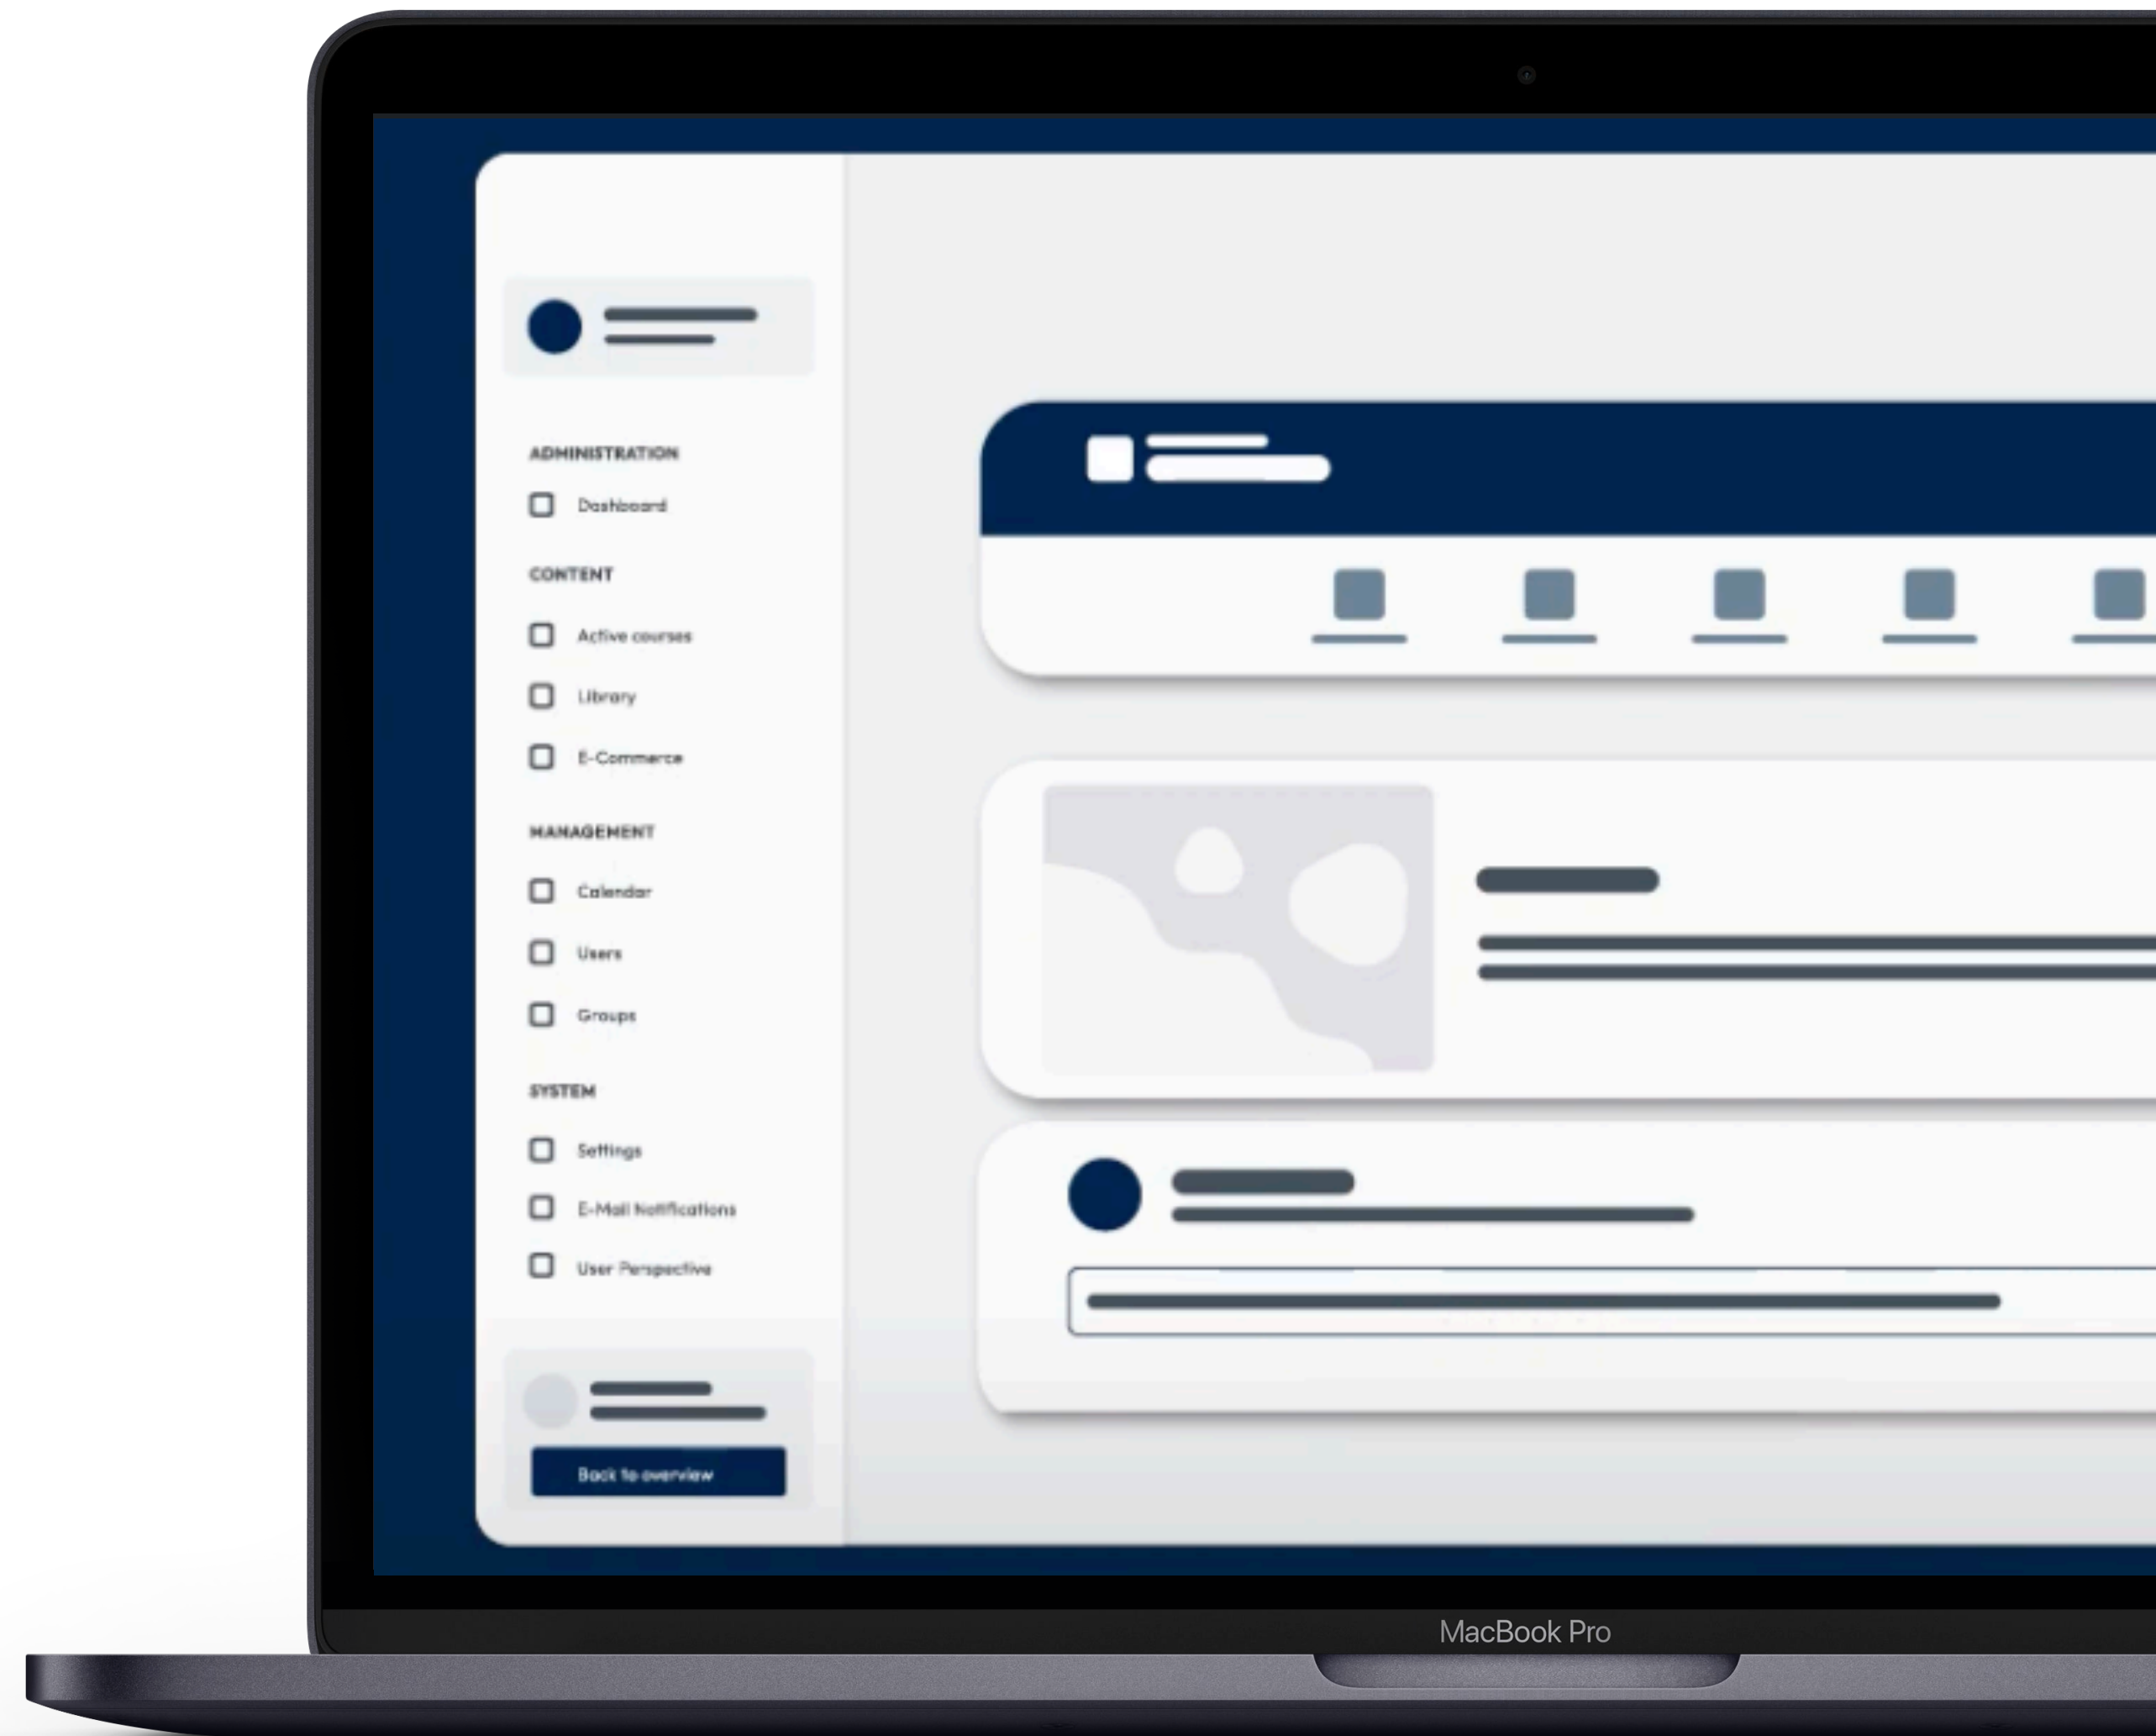 ADMINISTRATION
Dashboard
CONTENT
Active courses
Library
E-Commerce
MANAGEMENT
Calendar
Users
Groups
SYSTEM
Settings
E-Mail Notifications
User Perspective
Back to overview
MacBook Pro